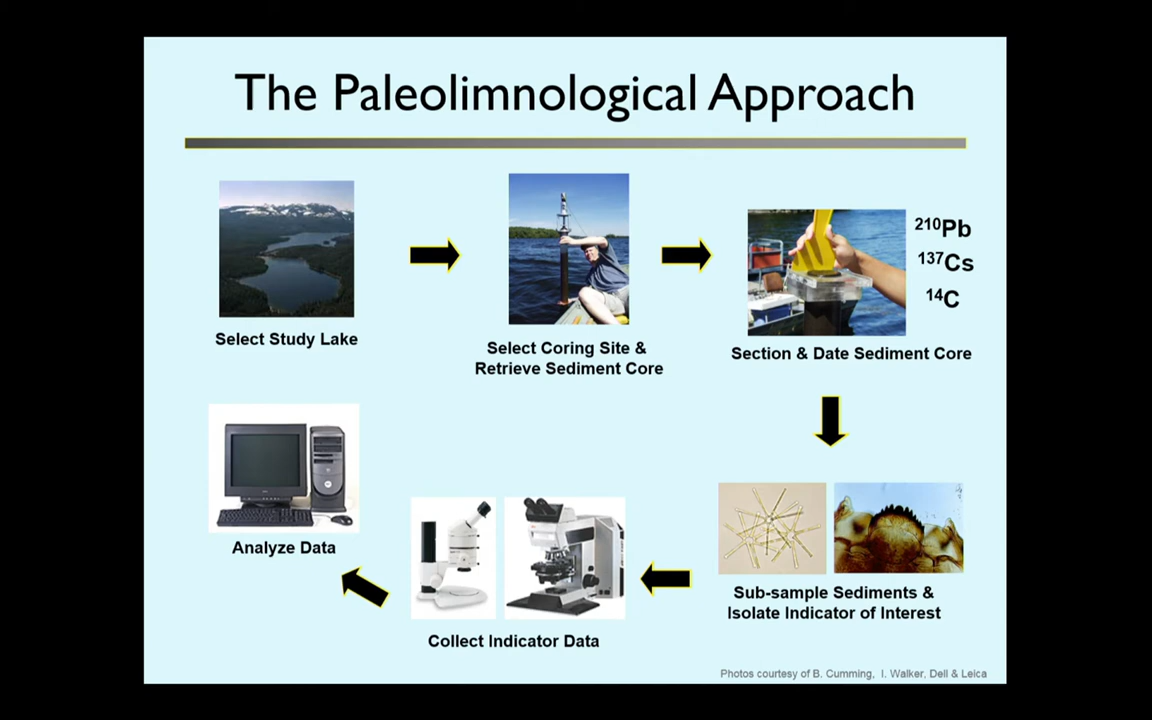 The Paleolimnological Approach
Select Study Lake
Select Coring Site &
Retrieve Sediment Core
²¹⁰Pb
¹³⁷Cs
¹⁴C
Section & Date Sediment Core
Sub-sample Sediments &
Isolate Indicator of Interest
Collect Indicator Data
Analyze Data
Photos courtesy of B. Cumming, I. Walker, Dell & Leica